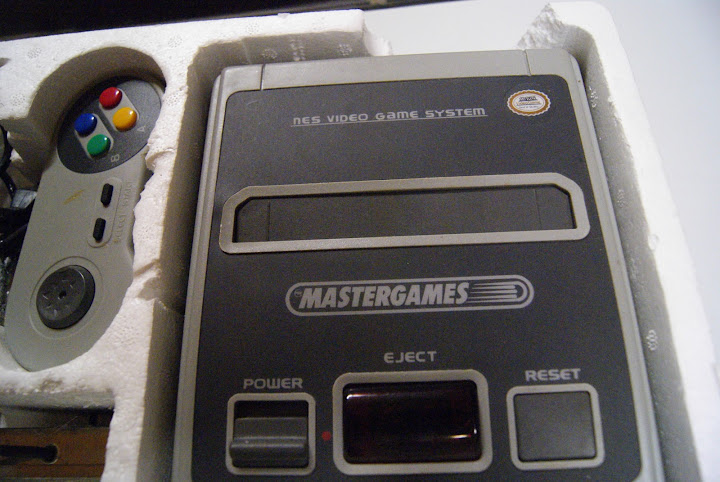 NES VIDEO GAME SYSTEM
MASTERGAMES
EJECT
POWER
RESET
A
B